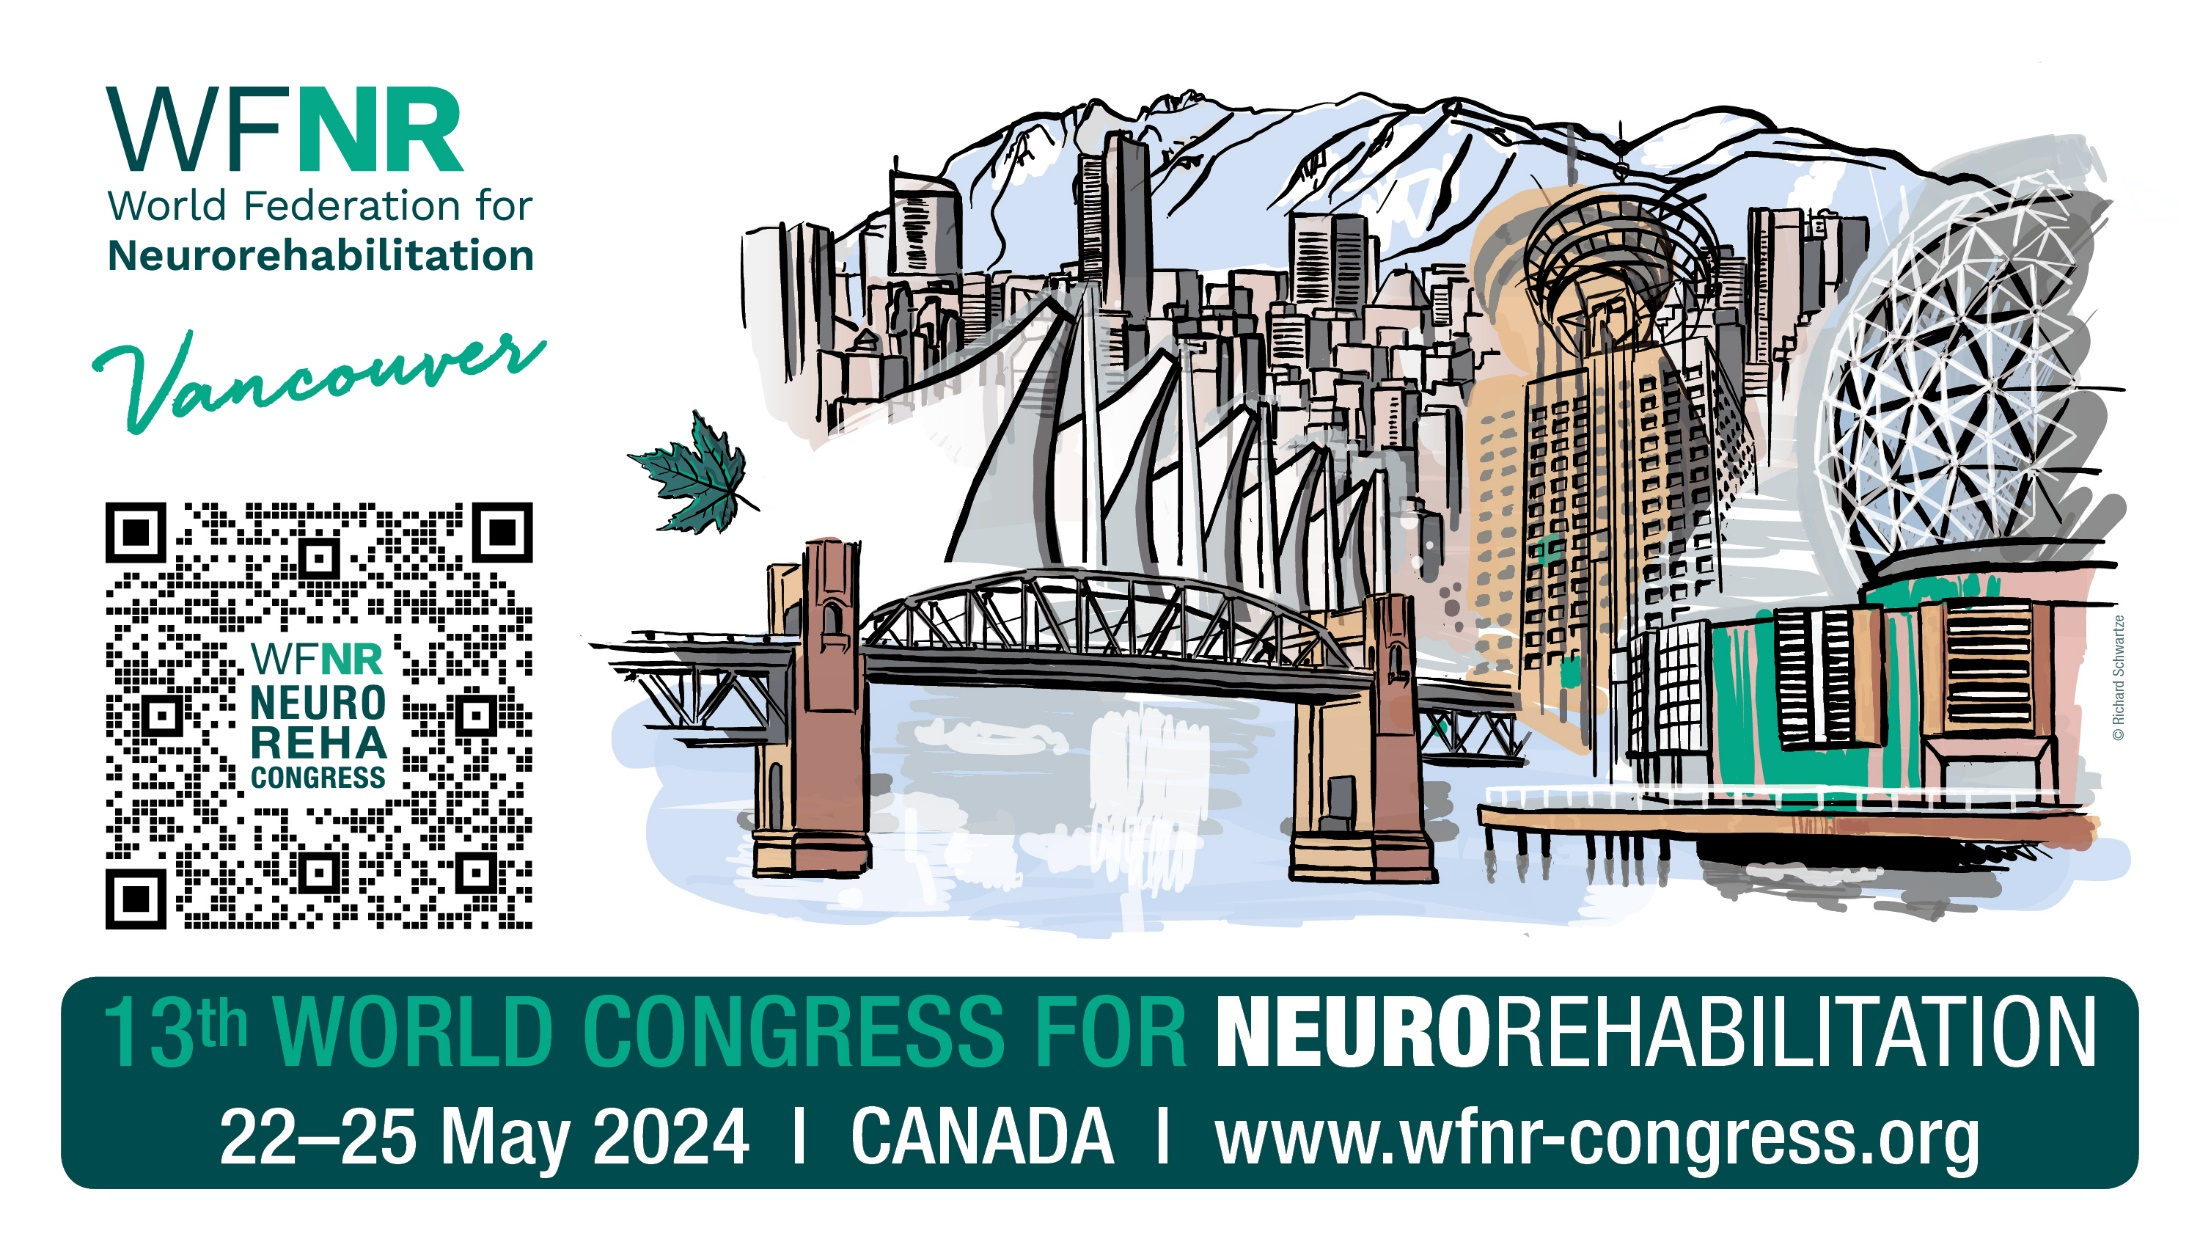 WFNR
World Federation for
Neurorehabilitation
Vancouver
WFNR
NEURO
REHA
CONGRESS
© Richard Schwartze
13th WORLD CONGRESS FOR NEUROREHABILITATION
22–25 May 2024 | CANADA | www.wfnr-congress.org